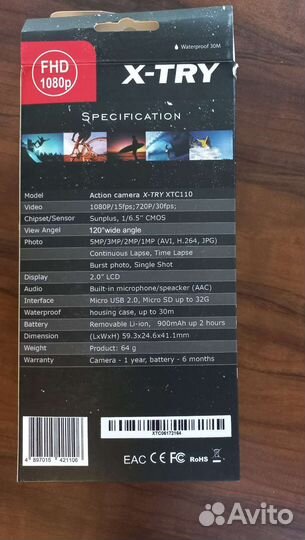 FHD
1080p
Waterproof 30M
X-TRY
SPECIFICATION
Model Action camera X-TRY XTC110
Video 1080P/15fps;720P/30fps;
Chipset/Sensor Sunplus, 1/6.5" CMOS
View Angel 120°wide angle
Photo 5MP/3MP/2MP/1MP (AVI, H.264, JPG)
Continuous Lapse, Time Lapse
Burst photo, Single Shot
Display 2.0" LCD
Audio Built-in microphone/speacker (AAC)
Interface Micro USB 2.0, Micro SD up to 32G
Waterproof housing case, up to 30m
Battery Removable Li-ion, 900mAh up 2 hours
Dimension (LxWxH) 59.3x24.6x41.1mm
Weight Product: 64 g
Warranty Camera - 1 year, battery - 6 months
XTC06172164
4 897016 421106
EAC CE FC RoHS
Avito